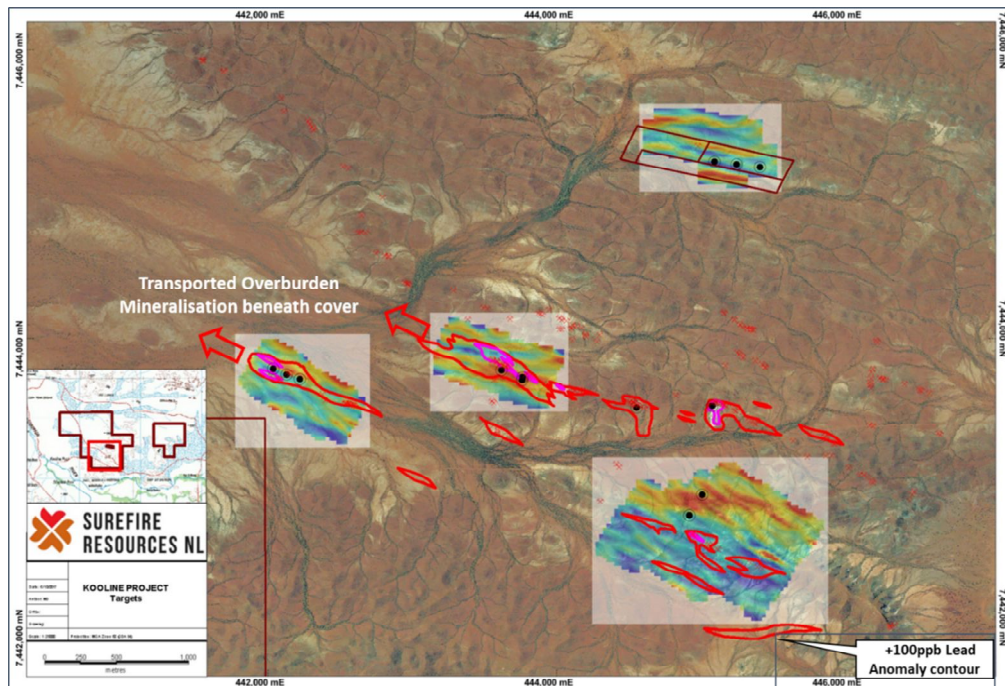 442,000 mE
444,000 mE
446,000 mE
7,446,000 mN
7,446,000 mN
Transported Overburden
Mineralisation beneath cover
7,444,000 mN
7,444,000 mN
SUREFIRE
RESOURCES NL
KOOLINE PROJECT
Targets
0 250 500 1,000
metres
7,442,000 mN
7,442,000 mN
+100ppb Lead
Anomaly contour
442,000 mE
444,000 mE
446,000 mE